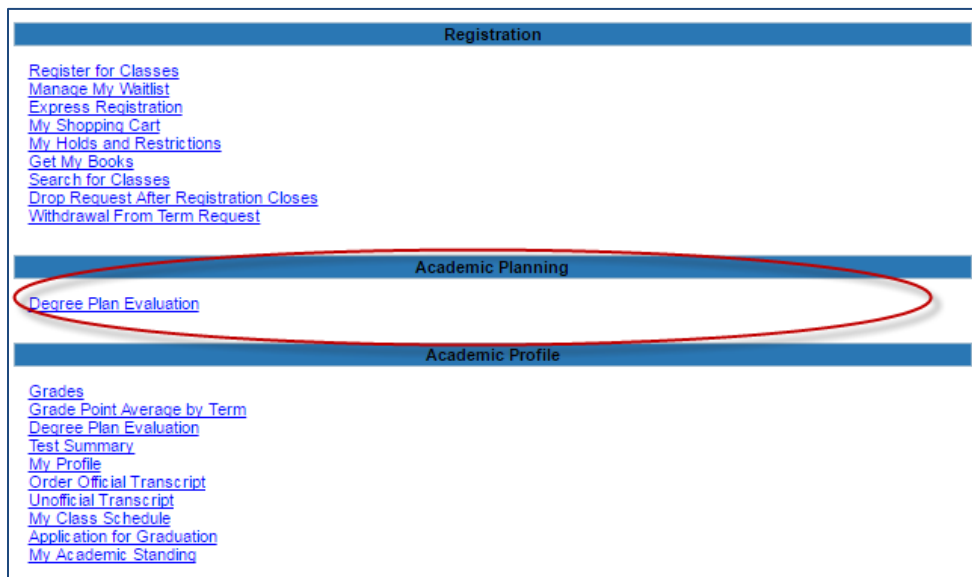 Registration
Register for Classes
Manage My Waitlist
Express Registration
My Shopping Cart
My Holds and Restrictions
Get My Books
Search for Classes
Drop Request After Registration Closes
Withdrawal From Term Request
Academic Planning
Degree Plan Evaluation
Academic Profile
Grades
Grade Point Average by Term
Degree Plan Evaluation
Test Summary
My Profile
Order Official Transcript
Unofficial Transcript
My Class Schedule
Application for Graduation
My Academic Standing